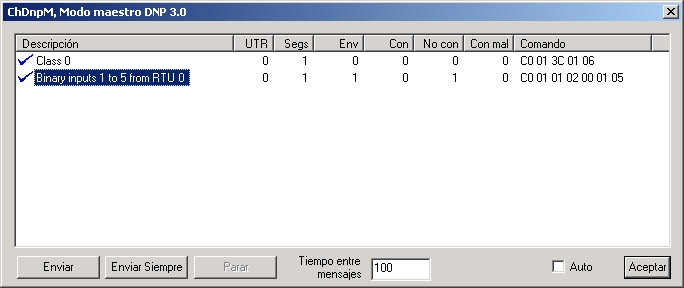 ChDnpM, Modo maestro DNP 3.0
Descripción UTR Segs Env Con No con Con mal Comando
Class 0 0 1 0 0 0 0 C0 01 3C 01 06
Binary inputs 1 to 5 from RTU 0 0 1 1 0 1 0 C0 01 01 02 00 01 05
Enviar Enviar Siempre Parar Tiempo entre
mensajes 100 Auto Aceptar